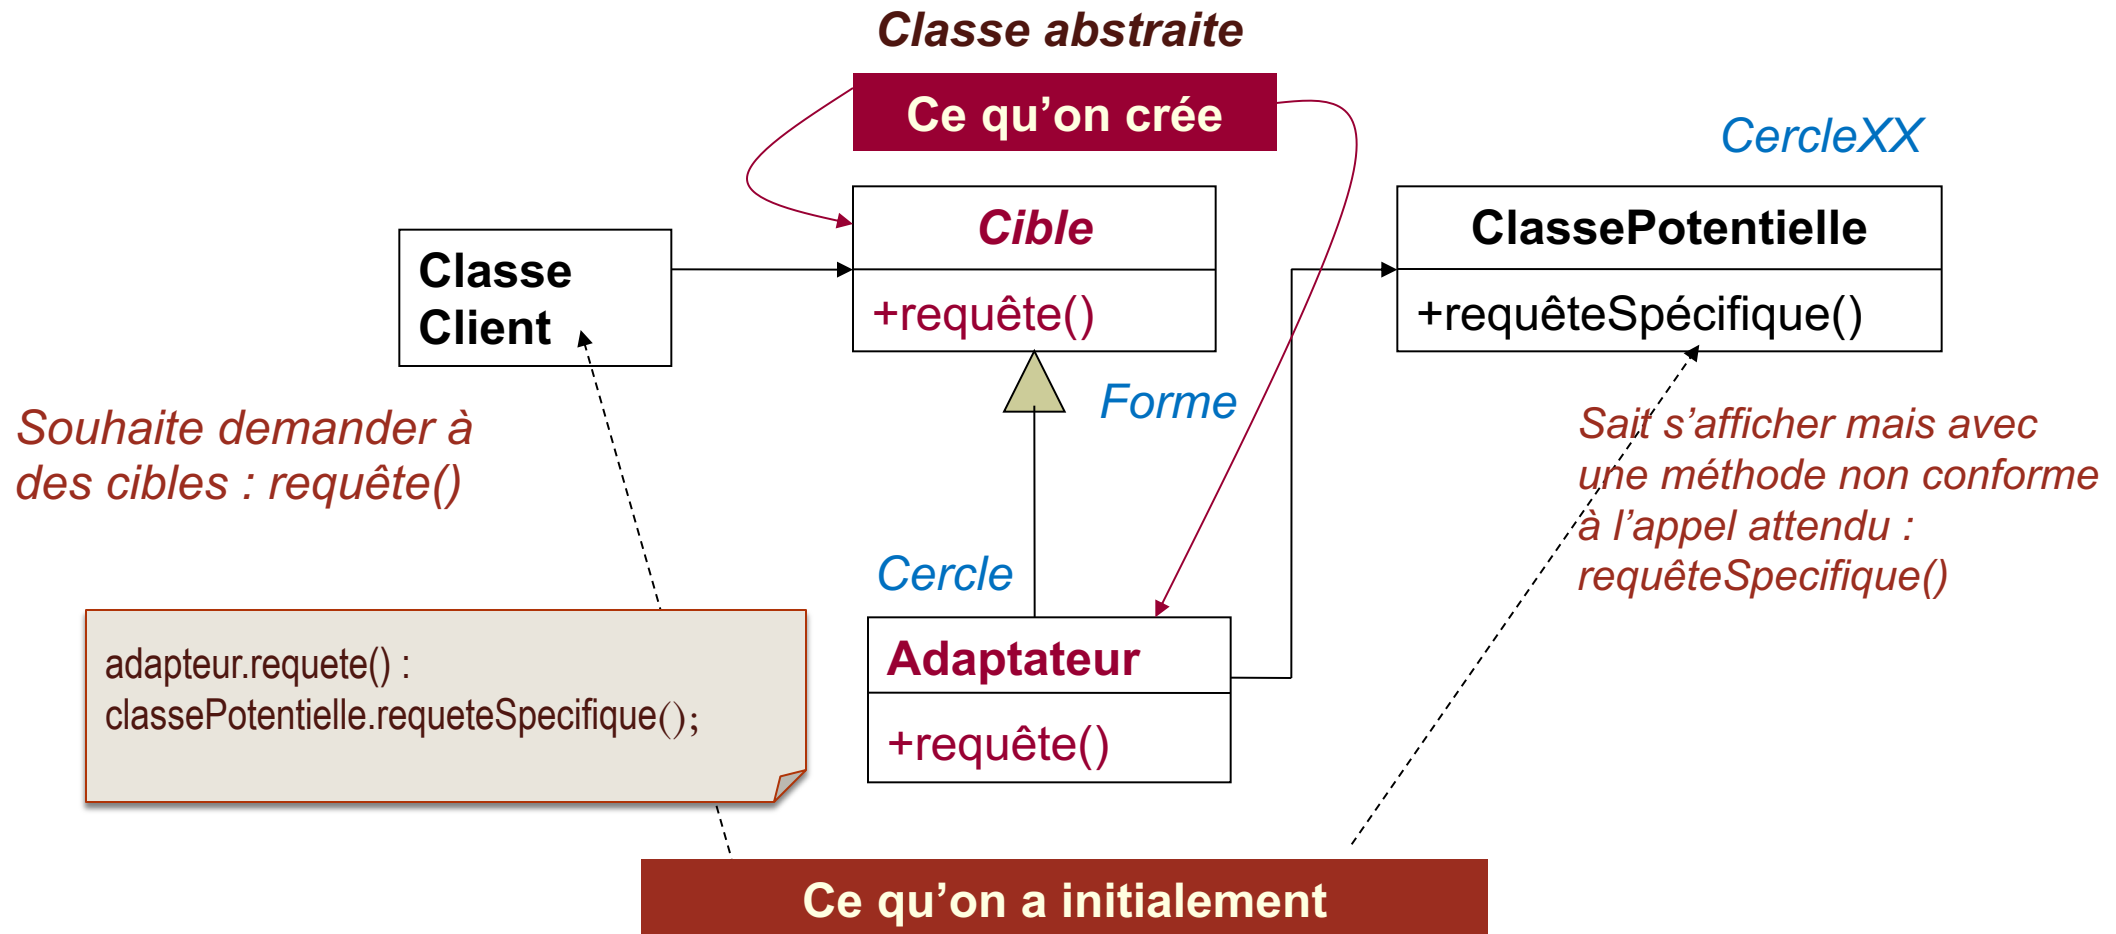 Classe abstraite
Ce qu’on crée
CercleXX
Cible
+requête()
ClassePotentielle
+requêteSpécifique()
Classe
Client
Forme
Souhaite demander à
des cibles : requête()
Sait s’afficher mais avec
une méthode non conforme
à l’appel attendu :
requêteSpecifique()
Cercle
Adaptateur
+requête()
adapteur.requete() :
classePotentielle.requeteSpecifique();
Ce qu’on a initialement